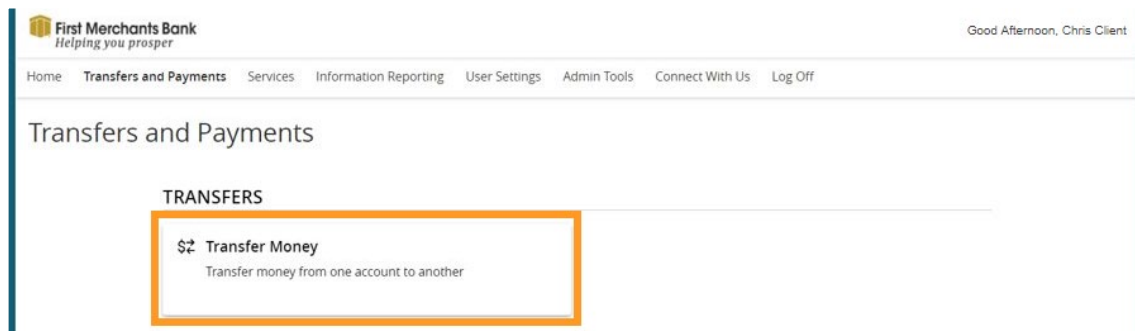 First Merchants Bank
Helping you prosper
Good Afternoon, Chris Client
Home Transfers and Payments Services Information Reporting User Settings Admin Tools Connect With Us Log Off
Transfers and Payments
TRANSFERS
Transfer Money
Transfer money from one account to another